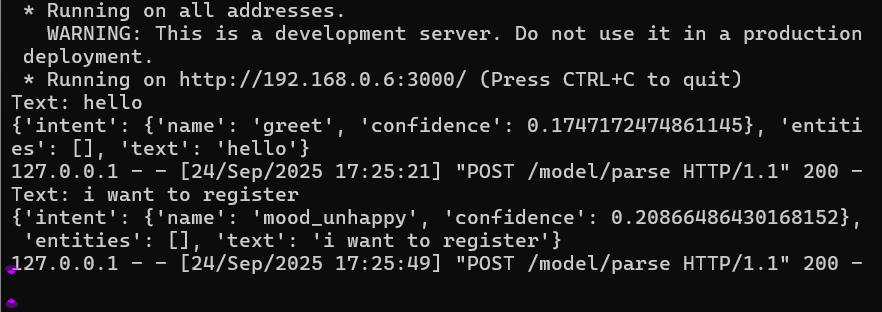 * Running on all addresses.
WARNING: This is a development server. Do not use it in a production
deployment.
* Running on http://192.168.0.6:3000/ (Press CTRL+C to quit)
Text: hello
{'intent': {'name': 'greet', 'confidence': 0.1747172474861145}, 'entiti
es': [], 'text': 'hello'}
127.0.0.1 - - [24/Sep/2025 17:25:21] "POST /model/parse HTTP/1.1" 200 -
Text: i want to register
{'intent': {'name': 'mood_unhappy', 'confidence': 0.20866486430168152},
'entities': [], 'text': 'i want to register'}
127.0.0.1 - - [24/Sep/2025 17:25:49] "POST /model/parse HTTP/1.1" 200 -